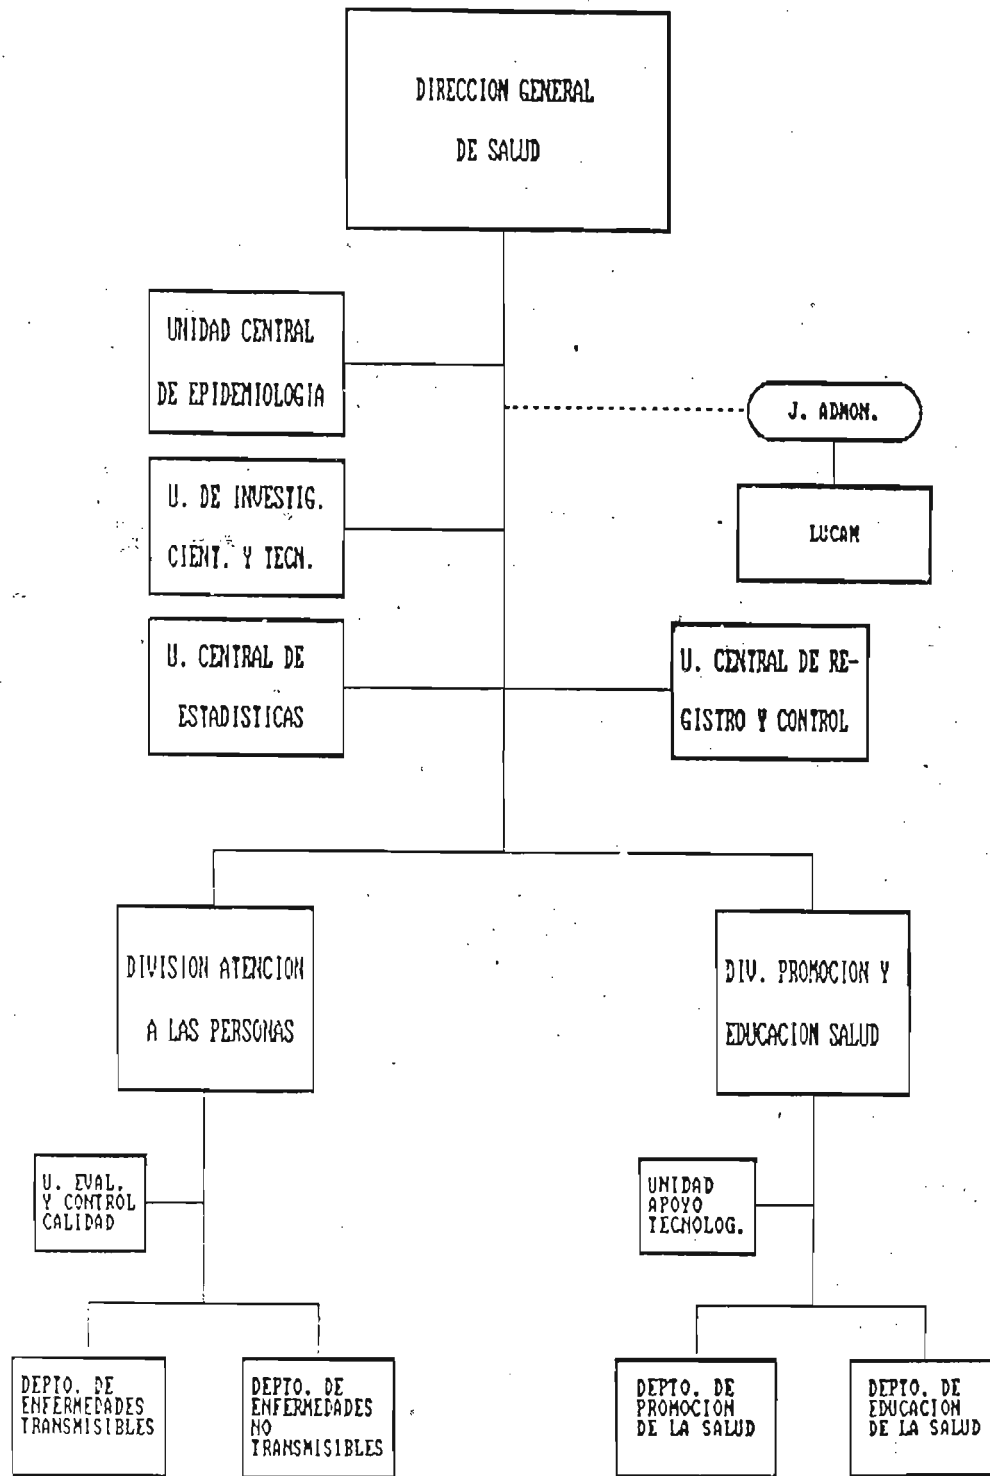 DIRECCION GENERAL
DE SALUD
UNIDAD CENTRAL
DE EPIDEMIOLOGIA
J. ADMON.
U. DE INVESTIG.
CIENT. Y TECN.
LUCAM
U. CENTRAL DE
ESTADISTICAS
U. CENTRAL DE RE-
GISTRO Y CONTROL
DIVISION ATENCION
A LAS PERSONAS
DIV. PROMOCION Y
EDUCACION SALUD
U. EVAL.
Y CONTROL
CALIDAD
UNIDAD
APOYO
TECNOLOG.
DEPTO. DE
ENFERMEDADES
TRANSMISIBLES
DEPTO. DE
ENFERMEDADES
NO
TRANSMISIBLES
DEPTO. DE
PROMOCION
DE LA SALUD
DEPTO. DE
EDUCACION
DE LA SALUD